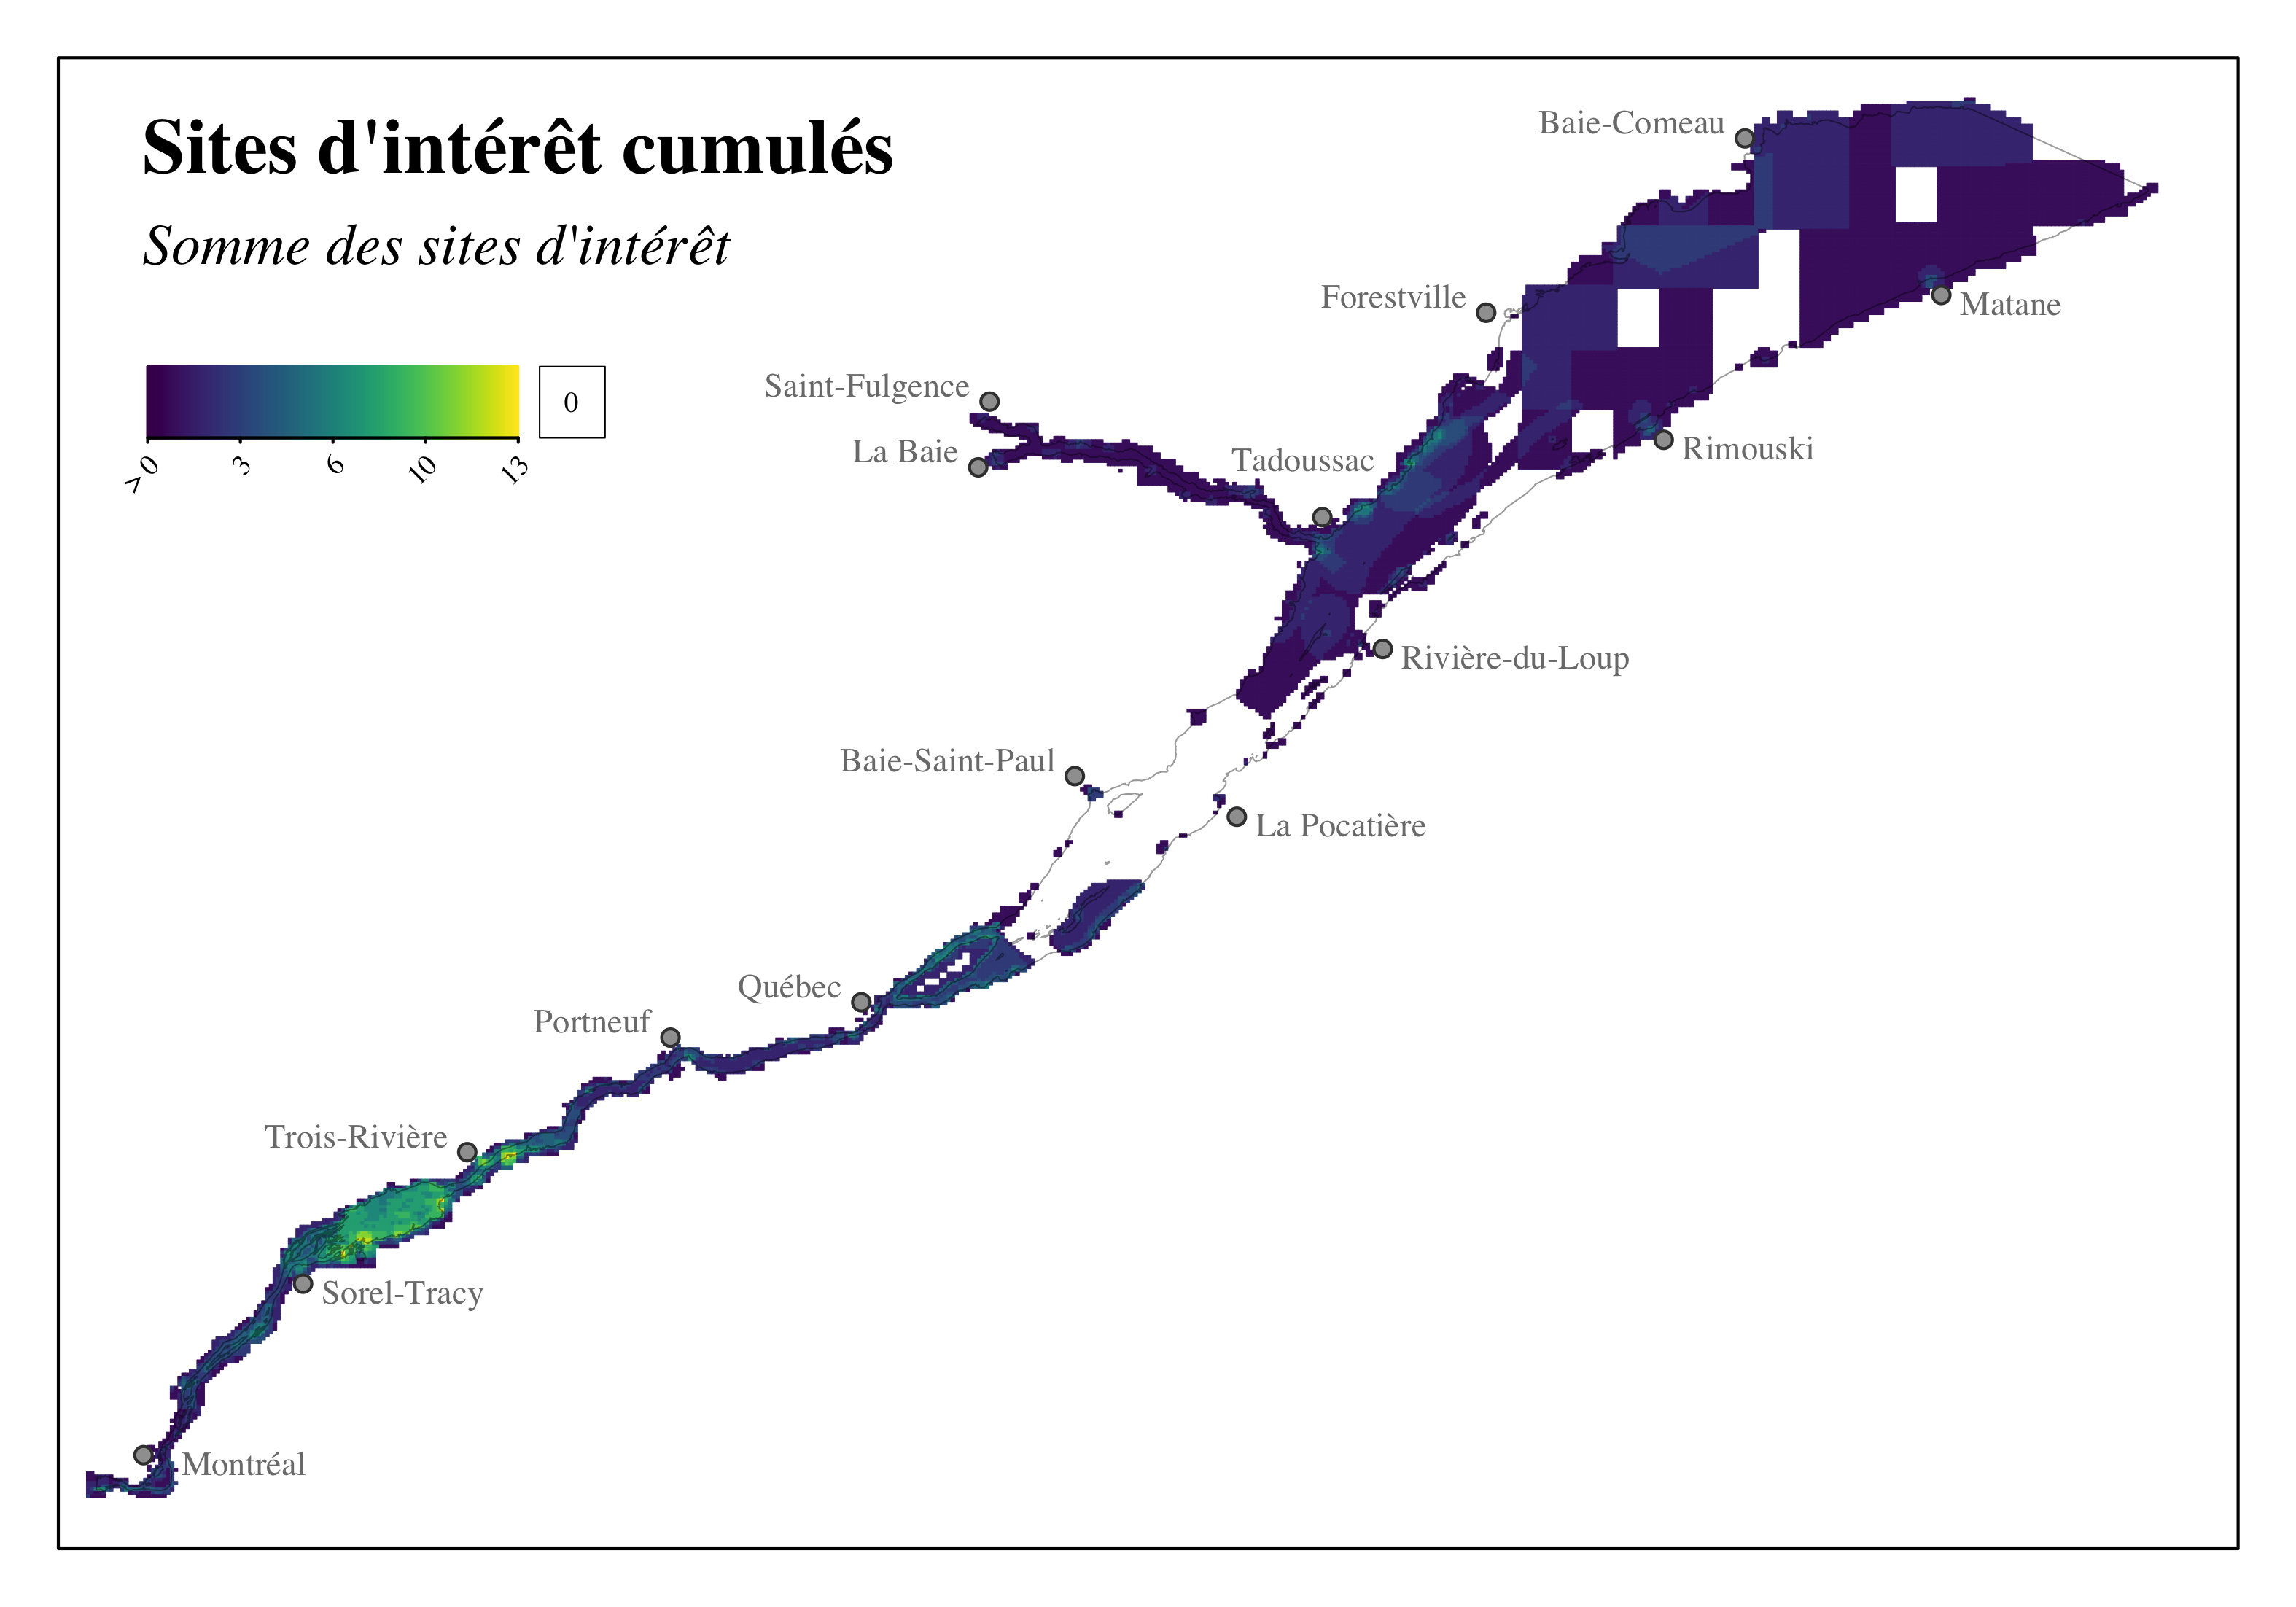 Sites d'intérêt cumulés
Somme des sites d'intérêt
> 0
3
6
10
13
0
Baie-Comeau
Forestville
Matane
Saint-Fulgence
La Baie
Tadoussac
Rimouski
Rivière-du-Loup
Baie-Saint-Paul
La Pocatière
Québec
Portneuf
Trois-Rivière
Sorel-Tracy
Montréal